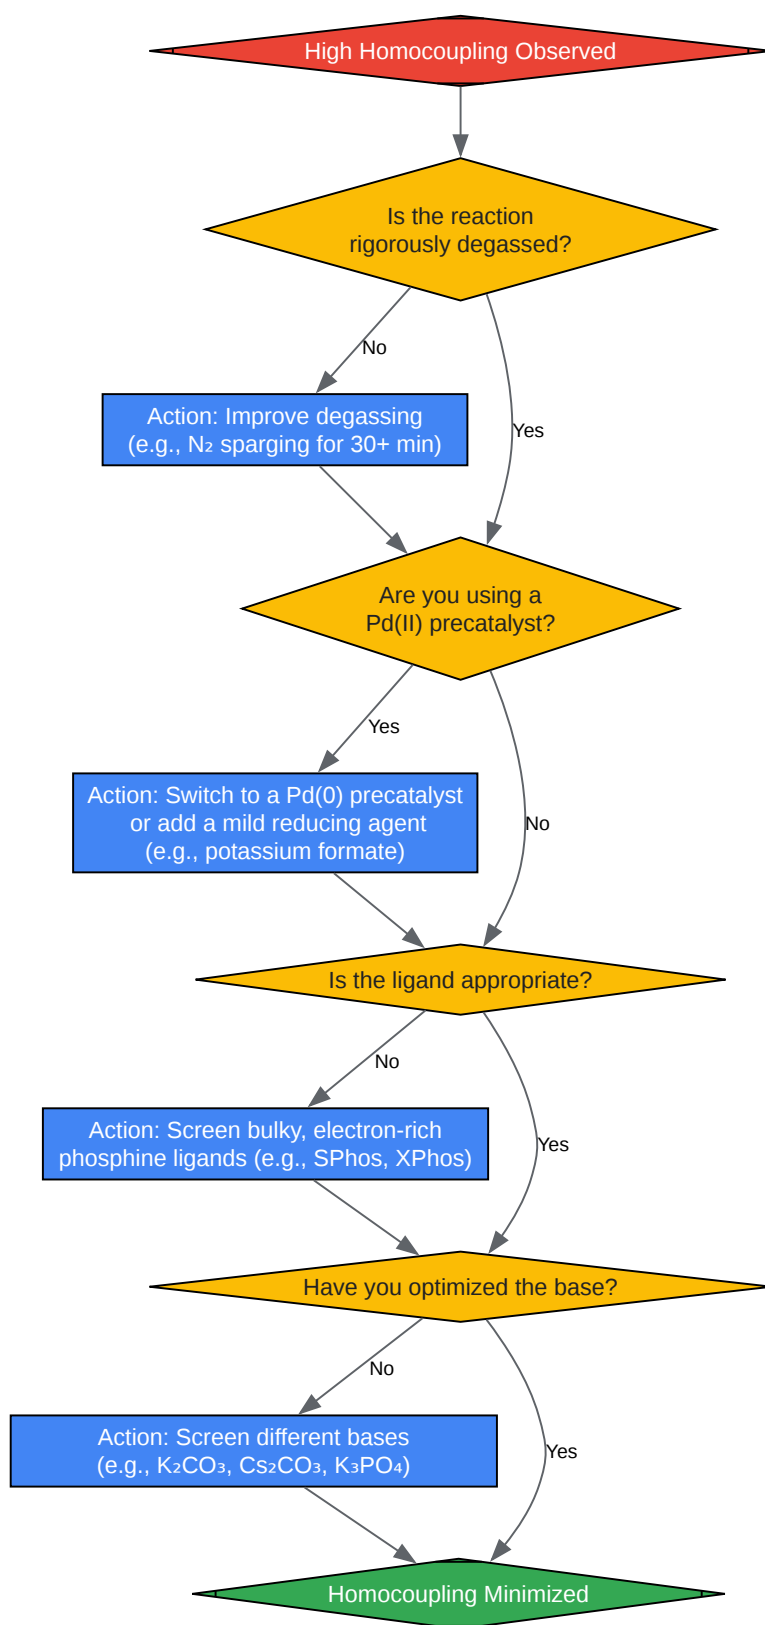 High Homocoupling Observed
Is the reaction
rigorously degassed?
No
Action: Improve degassing
(e.g., N₂ sparging for 30+ min)
Yes
Are you using a
Pd(II) precatalyst?
Yes
Action: Switch to a Pd(0) precatalyst
or add a mild reducing agent
(e.g., potassium formate)
No
Is the ligand appropriate?
No
Action: Screen bulky, electron-rich
phosphine ligands (e.g., SPhos, XPhos)
Yes
Have you optimized the base?
No
Action: Screen different bases
(e.g., K₂CO₃, Cs₂CO₃, K₃PO₄)
Yes
Homocoupling Minimized